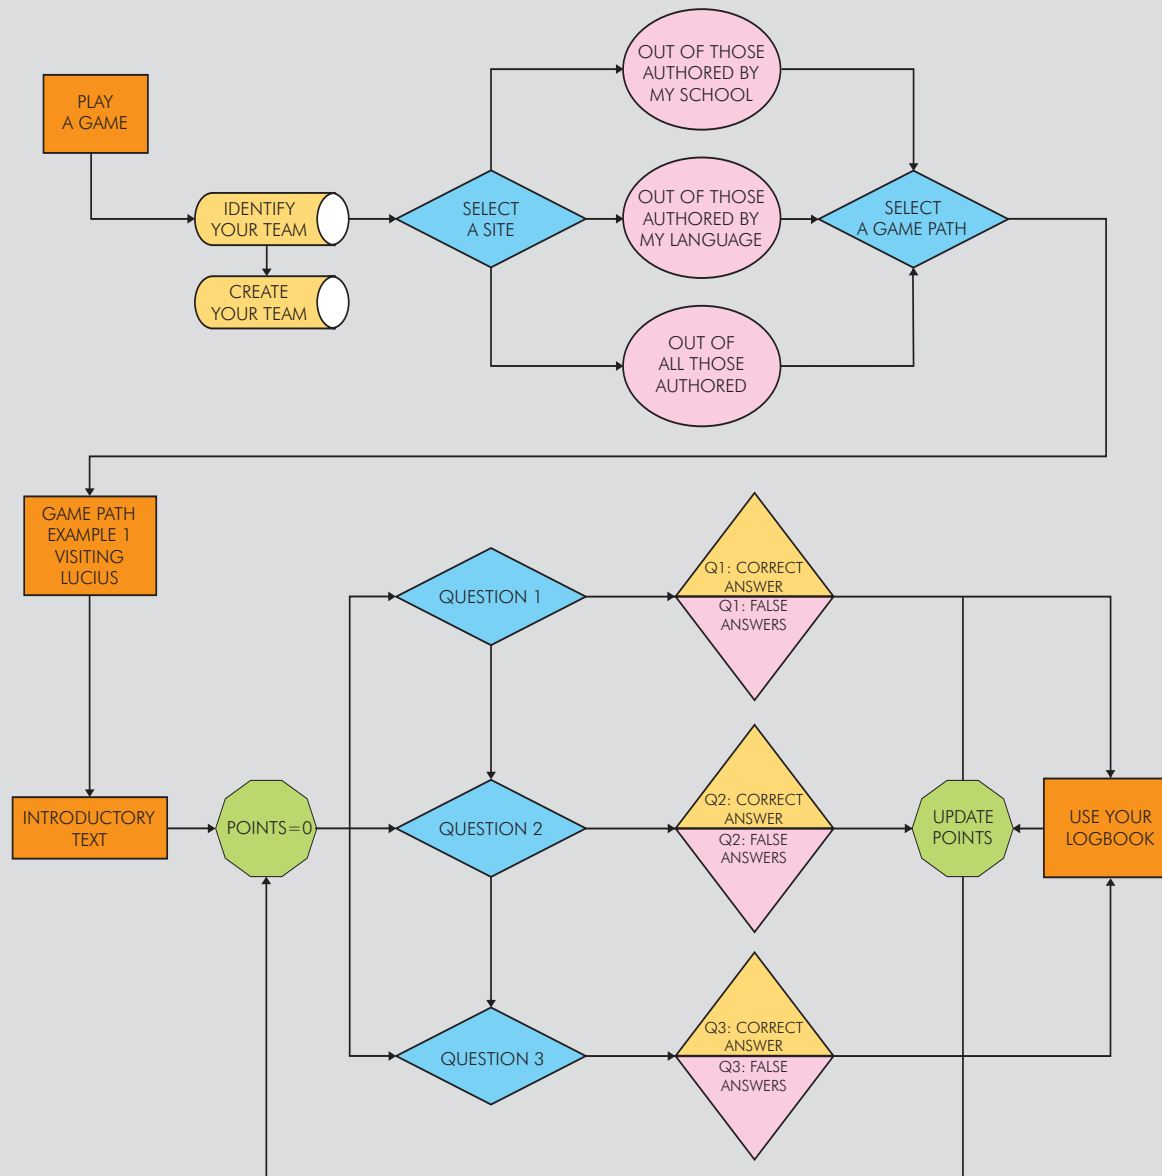 PLAY
A GAME
IDENTIFY
YOUR TEAM
CREATE
YOUR TEAM
SELECT
A SITE
OUT OF THOSE
AUTHORED BY
MY SCHOOL
OUT OF THOSE
AUTHORED BY
MY LANGUAGE
OUT OF
ALL THOSE
AUTHORED
SELECT
A GAME PATH
GAME PATH
EXAMPLE 1
VISITING
LUCIUS
INTRODUCTORY
TEXT
POINTS=0
QUESTION 1
Q1: CORRECT
ANSWER
Q1: FALSE
ANSWERS
QUESTION 2
Q2: CORRECT
ANSWER
Q2: FALSE
ANSWERS
QUESTION 3
Q3: CORRECT
ANSWER
Q3: FALSE
ANSWERS
UPDATE
POINTS
USE YOUR
LOGBOOK